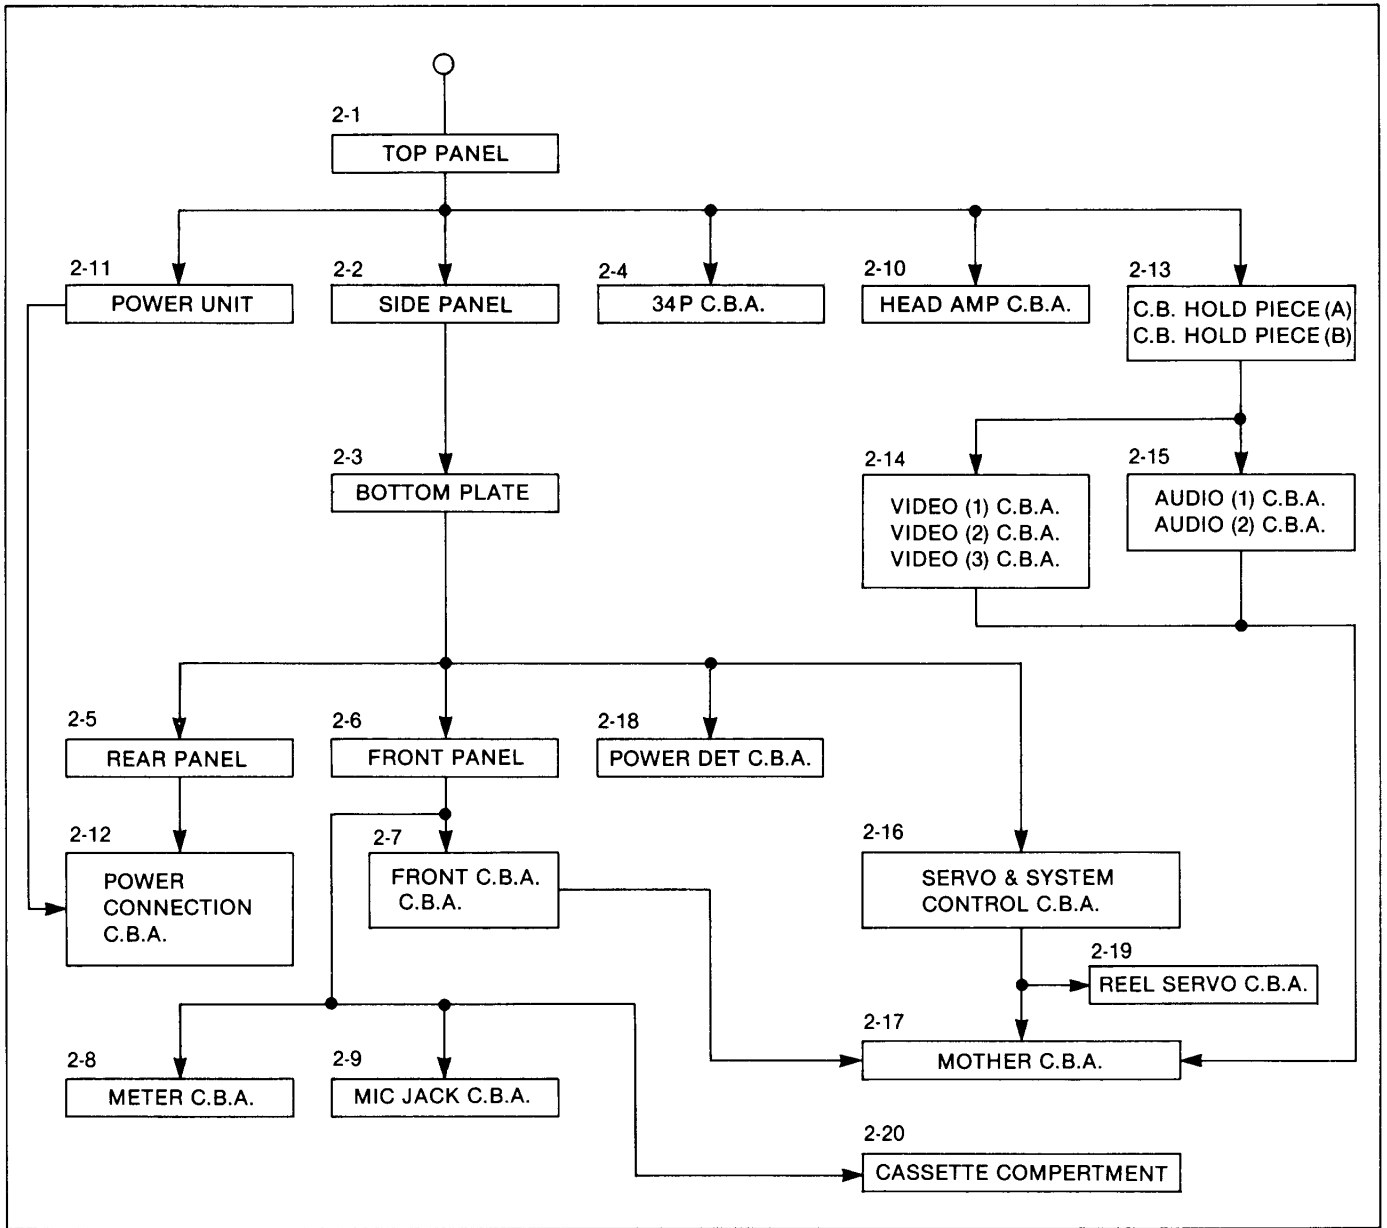 2-1
TOP PANEL
2-11
POWER UNIT
2-2
SIDE PANEL
2-4
34P C.B.A.
2-10
HEAD AMP C.B.A.
2-13
C.B. HOLD PIECE (A)
C.B. HOLD PIECE (B)
2-3
BOTTOM PLATE
2-14
VIDEO (1) C.B.A.
VIDEO (2) C.B.A.
VIDEO (3) C.B.A.
2-15
AUDIO (1) C.B.A.
AUDIO (2) C.B.A.
2-5
REAR PANEL
2-6
FRONT PANEL
2-18
POWER DET C.B.A.
2-12
POWER
CONNECTION
C.B.A.
2-7
FRONT C.B.A.
C.B.A.
2-16
SERVO & SYSTEM
CONTROL C.B.A.
2-19
REEL SERVO C.B.A.
2-17
MOTHER C.B.A.
2-8
METER C.B.A.
2-9
MIC JACK C.B.A.
2-20
CASSETTE COMPERTMENT